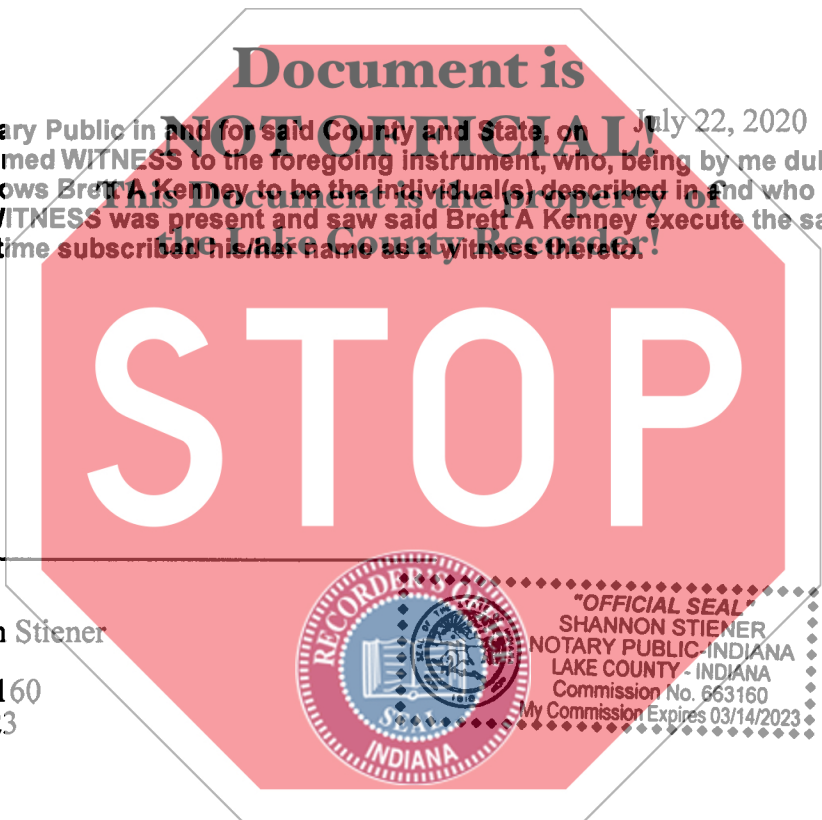 Document is
NOT OFFICIAL!
This Document is the property of
the Lake County Recorder!
ary Public in and for said County and State, on July 22, 2020
med WITNESS to the foregoing instrument, who, being by me dul
ows Brett A Kenney to be the individual(s) described in and who
ITNESS was present and saw said Brett A Kenney execute the sa
time subscribed his/her name as a witness thereto.
STOP
n Stiener
160
23
RECORDER'S
SEAL
INDIANA
"OFFICIAL SEAL"
SHANNON STIENER
NOTARY PUBLIC-INDIANA
LAKE COUNTY - INDIANA
Commission No. 663160
My Commission Expires 03/14/2023